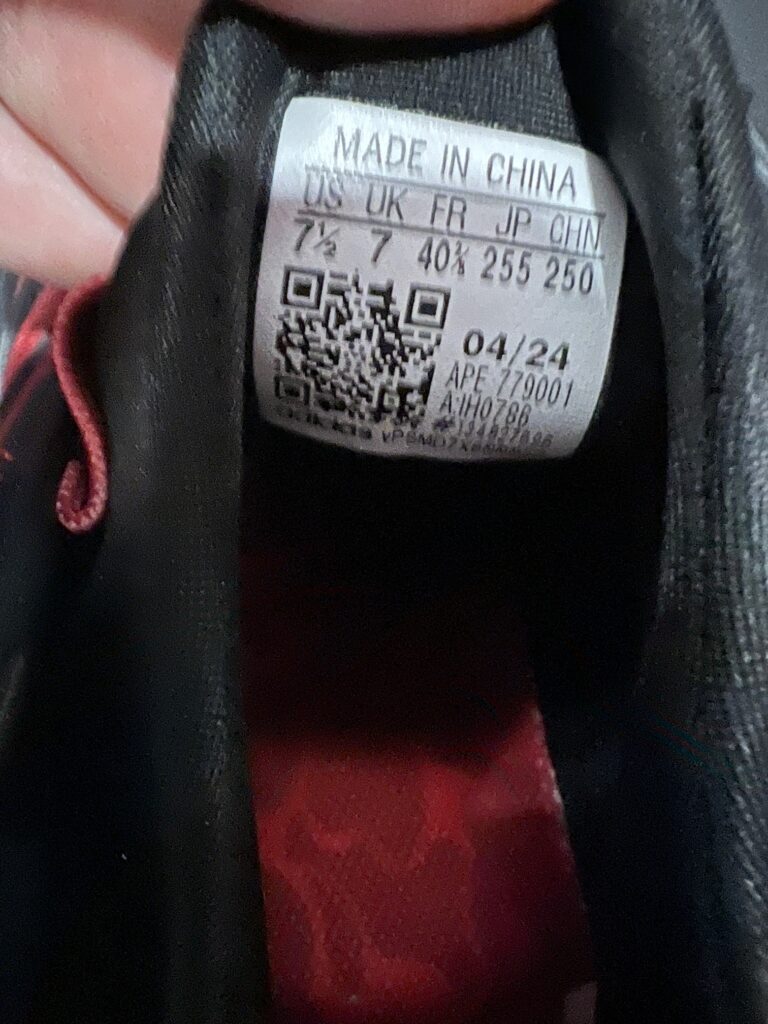 MADE IN CHINA
US UK FR JP CHN
7½ 7 40⅔ 255 250
04/24
APE 779001
adidas